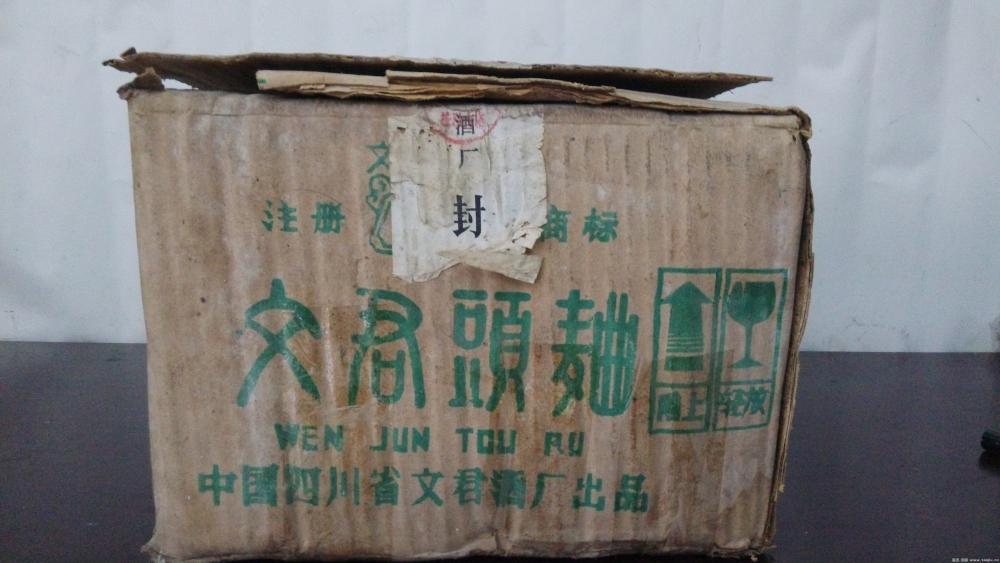 酒
厂
封
注册 商标
文君頭麯
向上 轻放
WEN JUN TOU QU
中国四川省文君酒厂出品